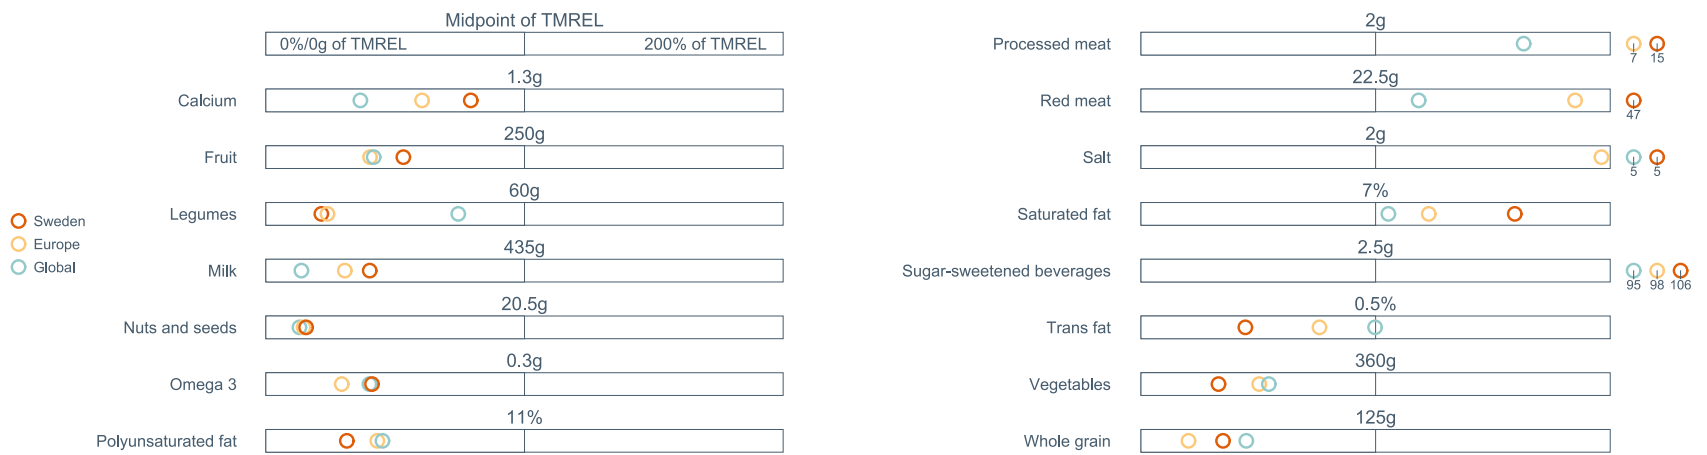 Midpoint of TMREL
0%/0g of TMREL 200% of TMREL
1.3g
Calcium
250g
Fruit
60g
Legumes
435g
Milk
20.5g
Nuts and seeds
0.3g
Omega 3
11%
Polyunsaturated fat
Sweden
Europe
Global
2g
Processed meat
7 15
22.5g
Red meat
47
2g
Salt
5 5
7%
Saturated fat
2.5g
Sugar-sweetened beverages
95 98 106
0.5%
Trans fat
360g
Vegetables
125g
Whole grain